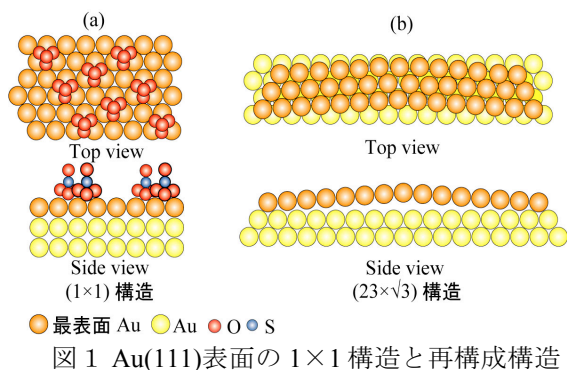 (a)
(b)
Top view
Top view
Side view
(1×1) 構造
Side view
(23×√3) 構造
最表面 Au
Au
O
S
図1 Au(111)表面の1×1構造と再構成構造